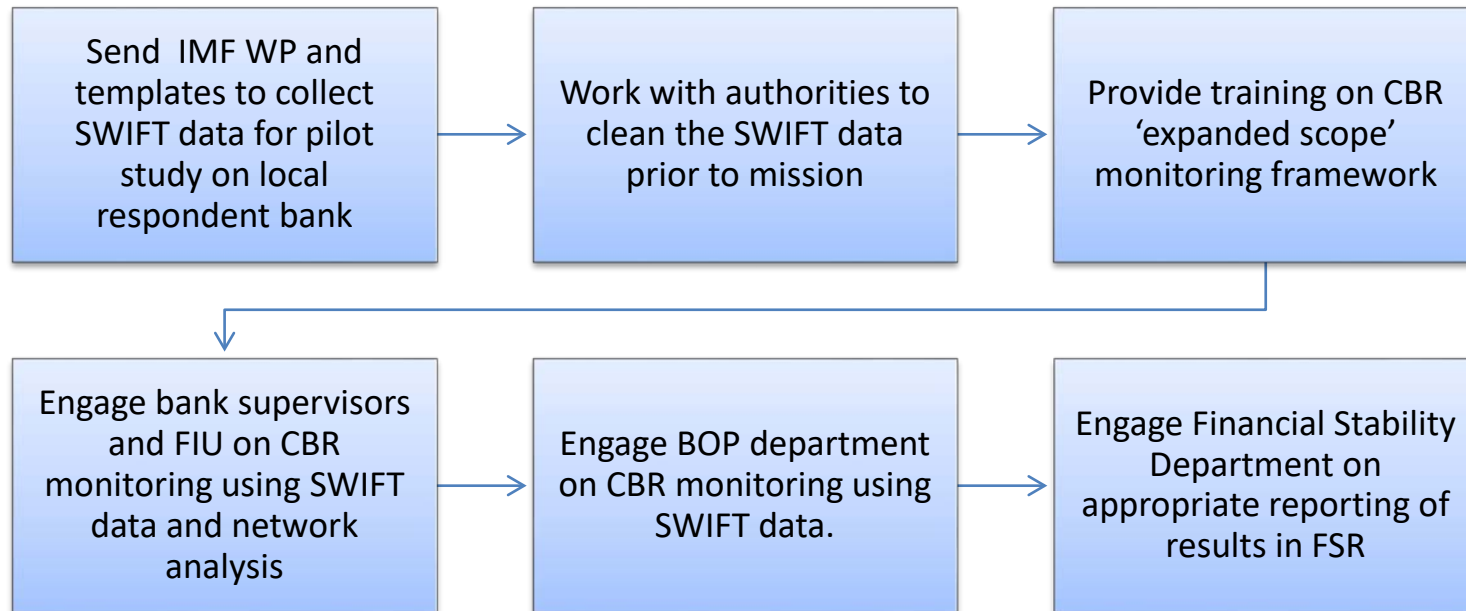 Send IMF WP and
templates to collect
SWIFT data for pilot
study on local
respondent bank
Work with authorities to
clean the SWIFT data
prior to mission
Provide training on CBR
‘expanded scope’
monitoring framework
Engage bank supervisors
and FIU on CBR
monitoring using SWIFT
data and network
analysis
Engage BOP department
on CBR monitoring using
SWIFT data.
Engage Financial Stability
Department on
appropriate reporting of
results in FSR